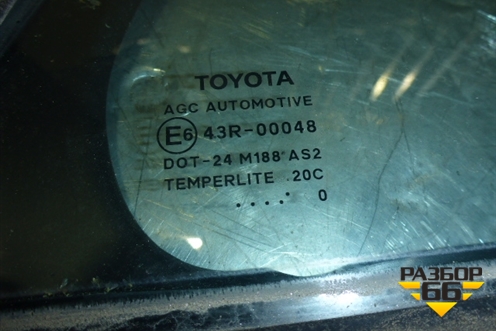 TOYOTA
AGC AUTOMOTIVE
E6 43R-00048
DOT-24 M188 AS2
TEMPERLITE .20C
....∙ 0
РАЗБОР
66